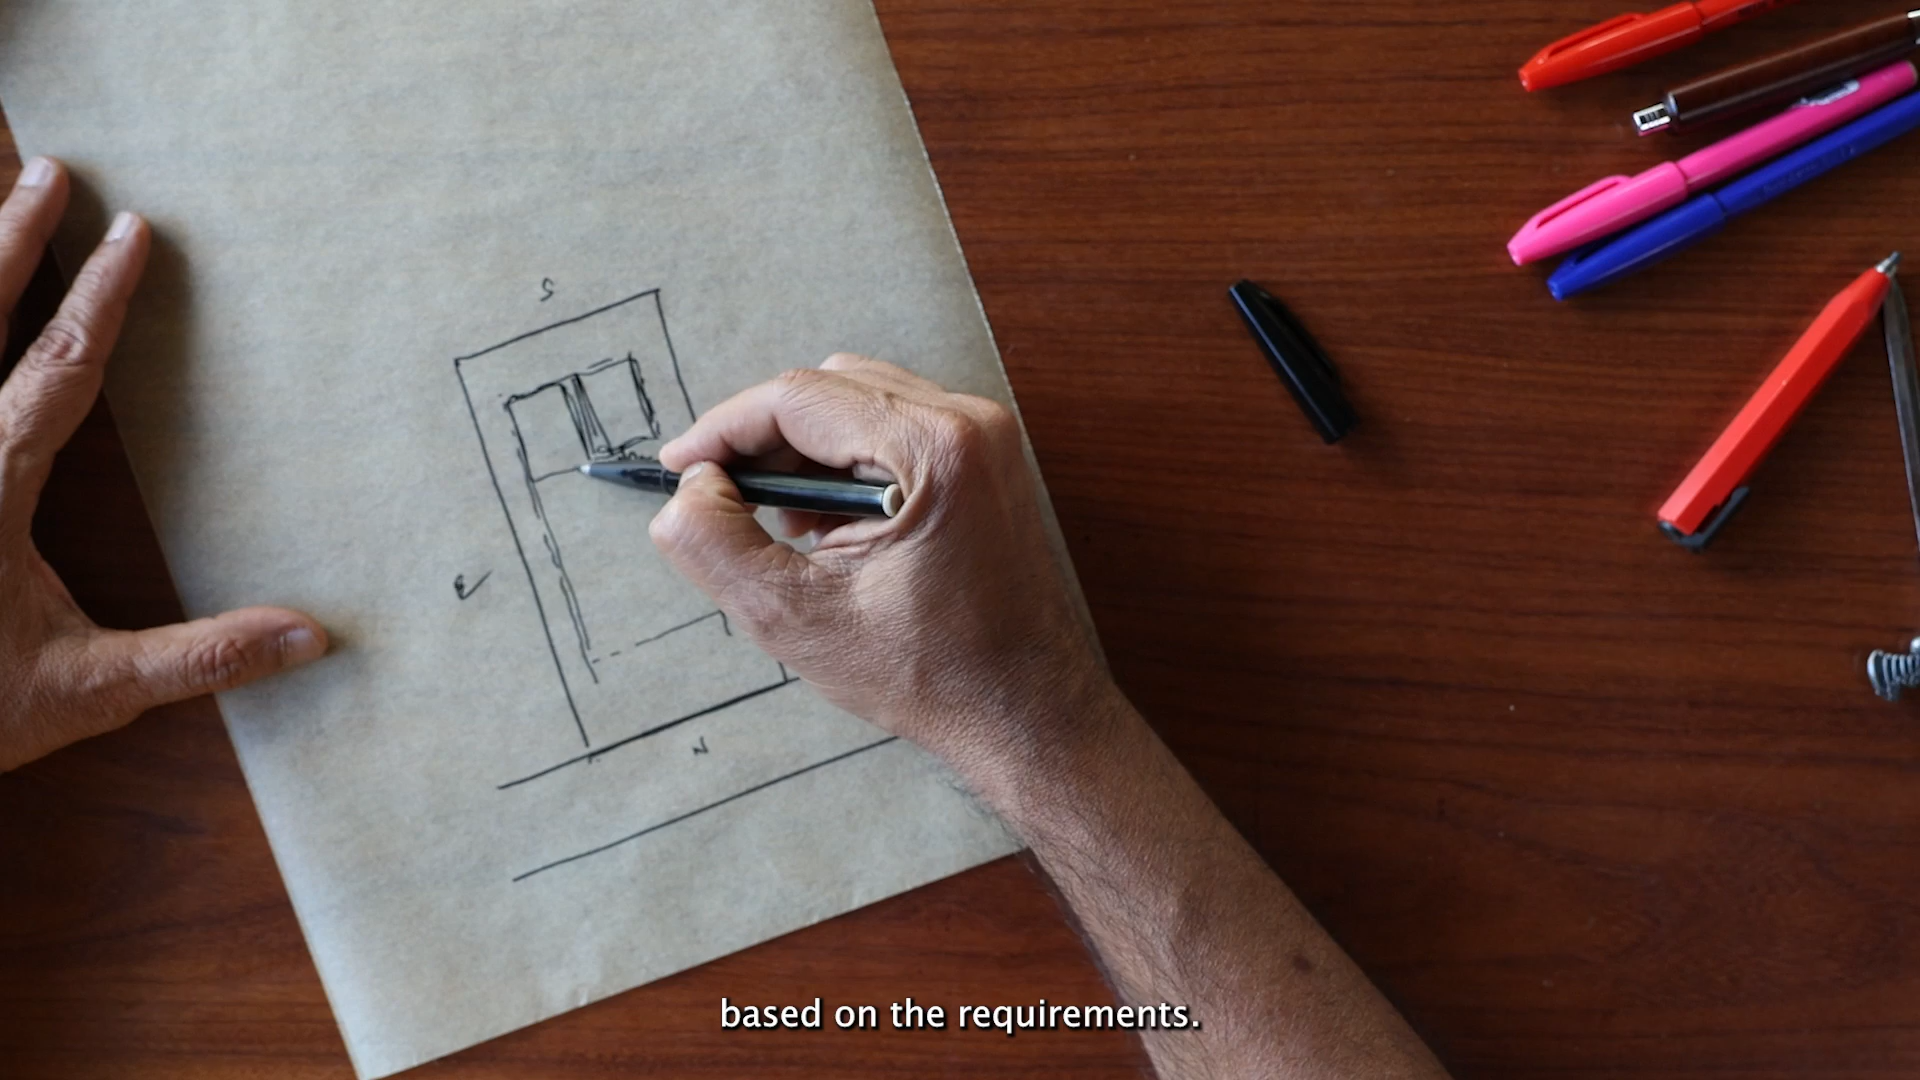 S
N
based on the requirements.